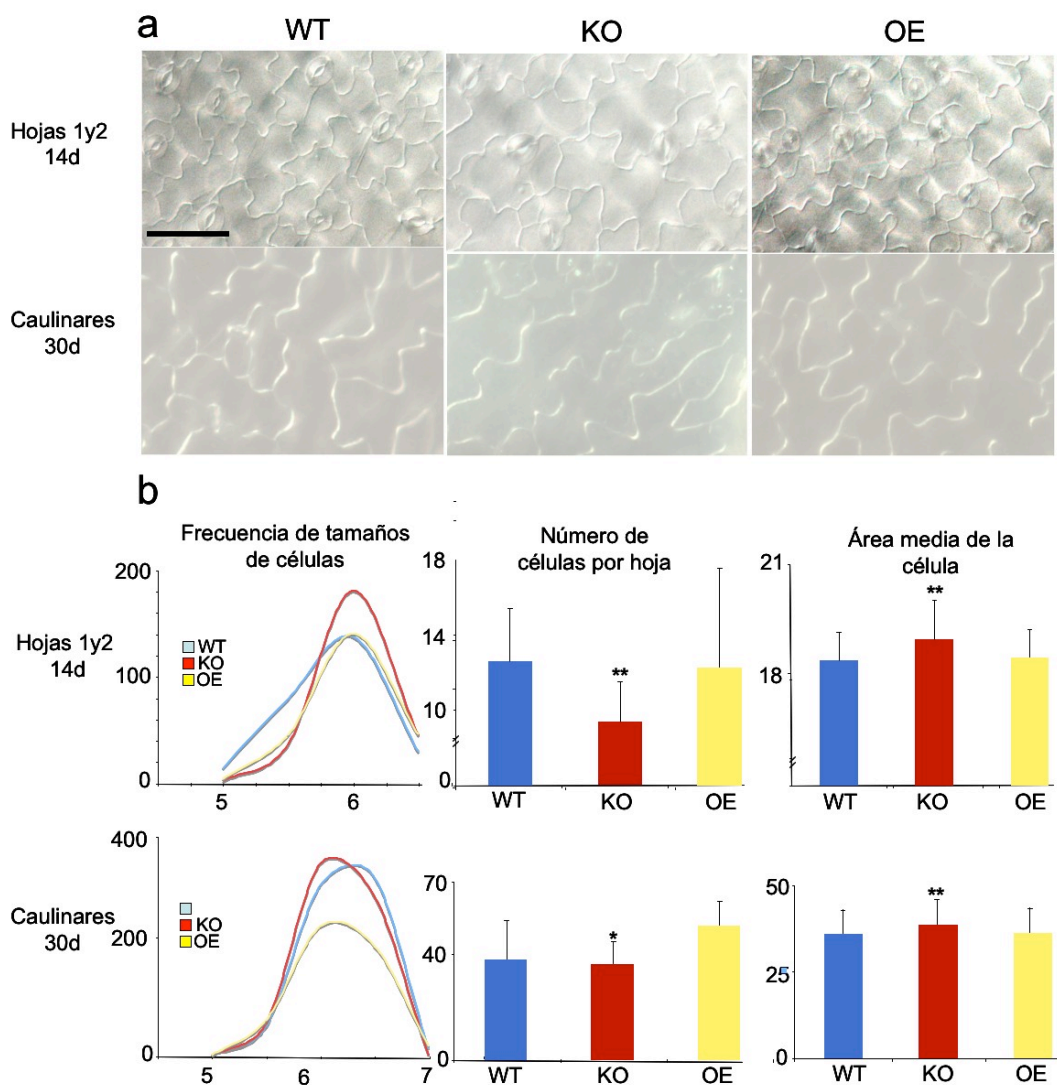 a
WT
KO
OE
Hojas 1y2
14d
Caulinares
30d
b
Frecuencia de tamaños
de células
Número de
células por hoja
Área media de la
célula
Hojas 1y2
14d
200
100
0
5
6
WT
KO
OE
18
14
10
0
**
WT
KO
OE
21
18
**
WT
KO
OE
Caulinares
30d
400
200
0
5
6
7
KO
OE
70
40
0
*
WT
KO
OE
50
25
0
**
WT
KO
OE